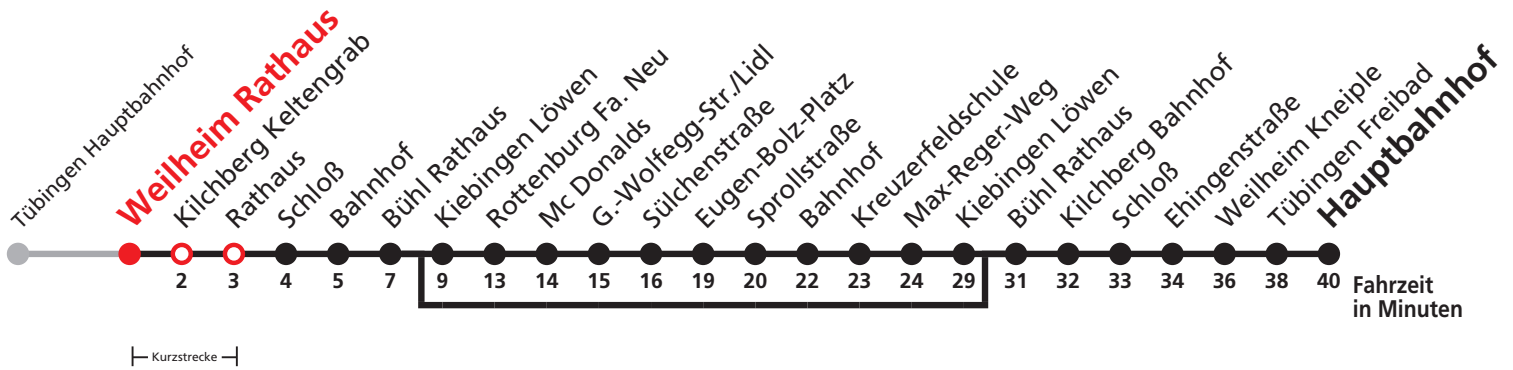 Tübingen Hauptbahnhof
Weilheim Rathaus
Kilchberg Keltengrab
Rathaus
Schloß
Bahnhof
Bühl Rathaus
Kiebingen Löwen
Rottenburg Fa. Neu
Mc Donalds
G.-Wolfegg-Str./Lidl
Sülchenstraße
Eugen-Bolz-Platz
Sprollstraße
Bahnhof
Kreuzerfeldschule
Max-Reger-Weg
Kiebingen Löwen
Bühl Rathaus
Kilchberg Bahnhof
Schloß
Ehingenstraße
Weilheim Kneiple
Tübingen Freibad
Hauptbahnhof
2 3 4 5 7 9 13 14 15 16 19 20 22 23 24 29 31 32 33 34 36 38 40 Fahrzeit
in Minuten
Kurzstrecke